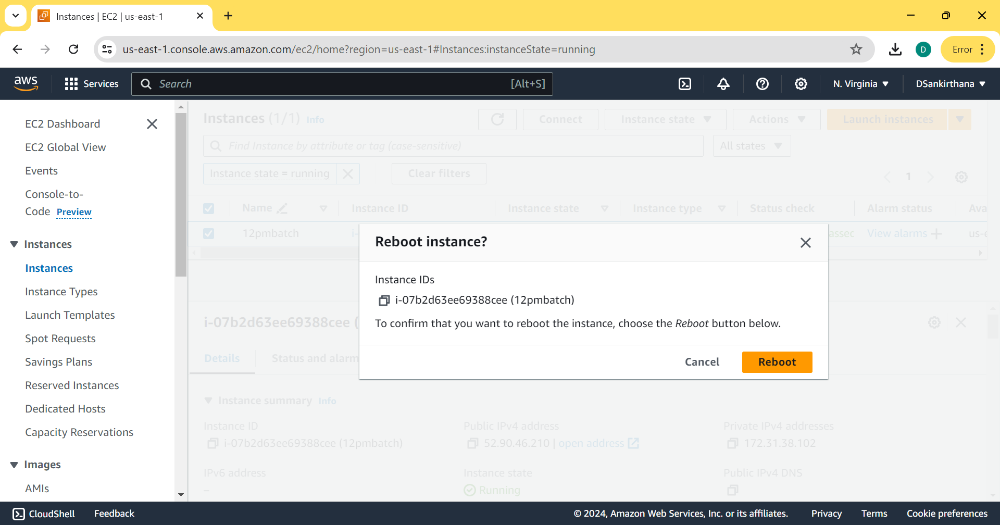 Instances | EC2 | us-east-1
us-east-1.console.aws.amazon.com/ec2/home?region=us-east-1#Instances:instanceState=running
D
Error
aws
Services
Search
[Alt+S]
N. Virginia
DSankirthana
EC2 Dashboard
EC2 Global View
Events
Console-to-
Code Preview
Instances
Instances
Instance Types
Launch Templates
Spot Requests
Savings Plans
Reserved Instances
Dedicated Hosts
Capacity Reservations
Images
AMIs
Instances (1/1) Info
Connect
Instance state
Actions
Launch instances
Find Instance by attribute or tag (case-sensitive)
All states
Instance state = running
Clear filters
1
Name
Instance ID
Instance state
Instance type
Status check
Alarm status
Ava
12pmbatch
i-
assec
View alarms
us-e
Reboot instance?
Instance IDs
i-07b2d63ee69388cee (12pmbatch)
To confirm that you want to reboot the instance, choose the Reboot button below.
Cancel
Reboot
i-07b2d63ee69388cee (
Details
Status and alarm
Instance summary Info
Instance ID
i-07b2d63ee69388cee (12pmbatch)
Public IPv4 address
52.90.46.210 | open address
Private IPv4 addresses
172.31.38.102
IPv6 address
–
Instance state
Running
Public IPv4 DNS
CloudShell
Feedback
© 2024, Amazon Web Services, Inc. or its affiliates.
Privacy
Terms
Cookie preferences